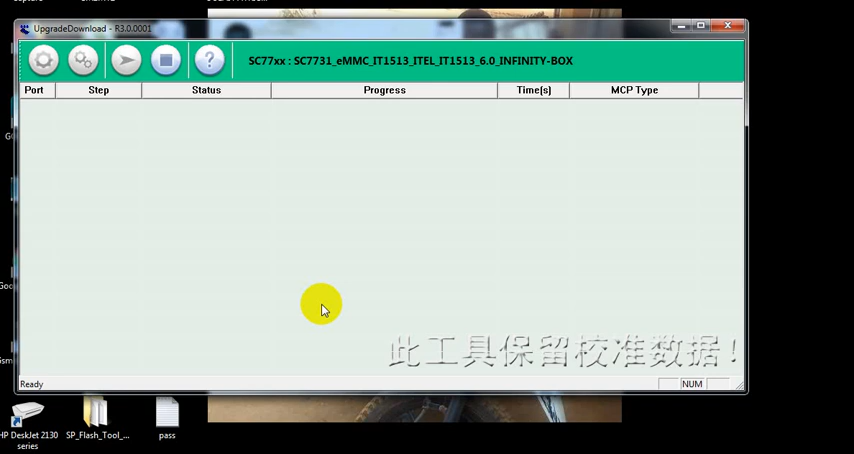 UpgradeDownload - R3.0.0001
SC77xx : SC7731_eMMC_IT1513_ITEL_IT1513_6.0_INFINITY-BOX
Port Step Status Progress Time(s) MCP Type
此工具保留校准数据！
Ready NUM
HP DeskJet 2130 series
SP_Flash_Tool_...
pass